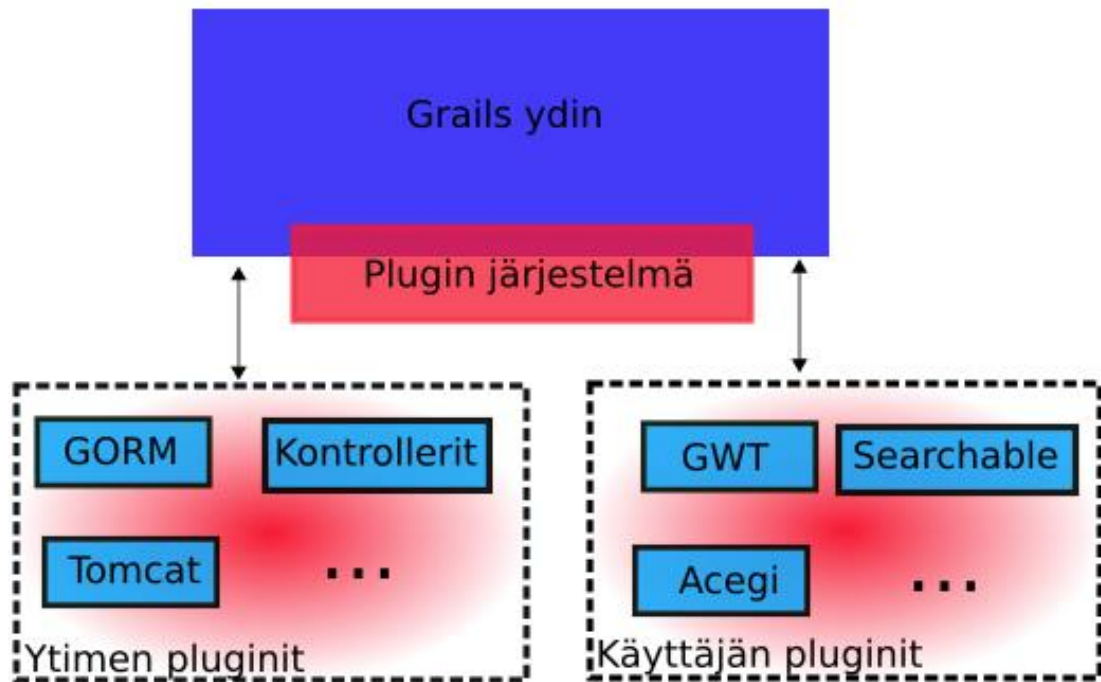 Grails ydin
Plugin järjestelmä
GORM
Kontrollerit
Tomcat
...
Ytimen pluginit
GWT
Searchable
Acegi
...
Käyttäjän pluginit